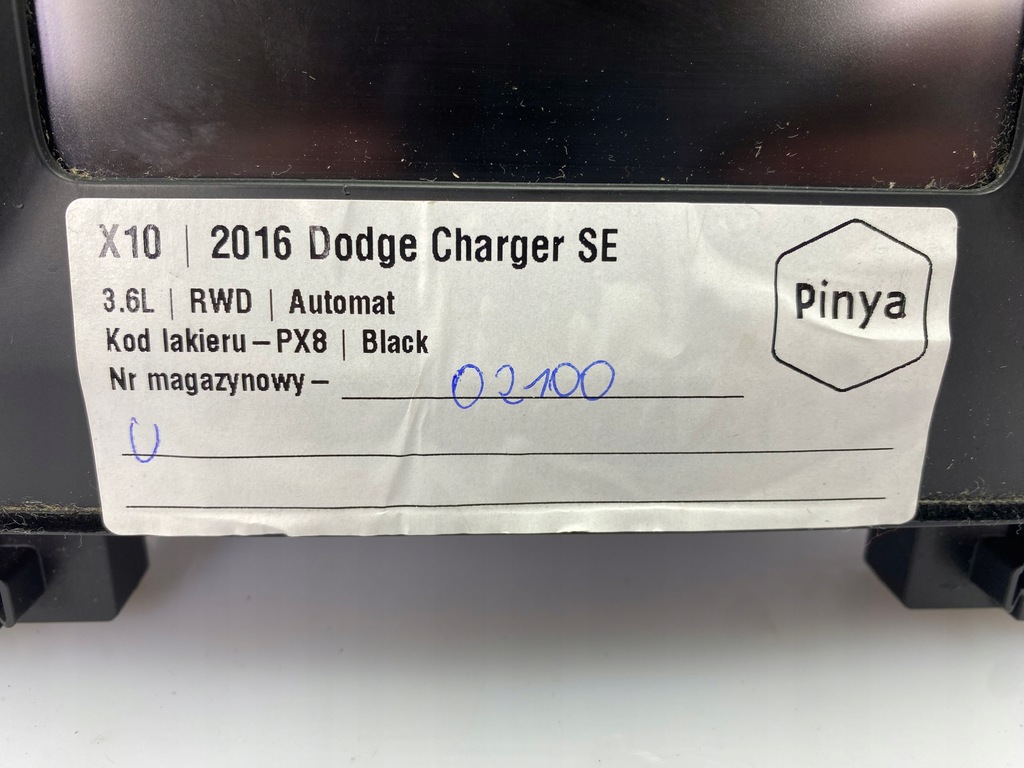 X10 | 2016 Dodge Charger SE
3.6L | RWD | Automat
Kod lakieru – PX8 | Black
Nr magazynowy – 02100
U
Pinya